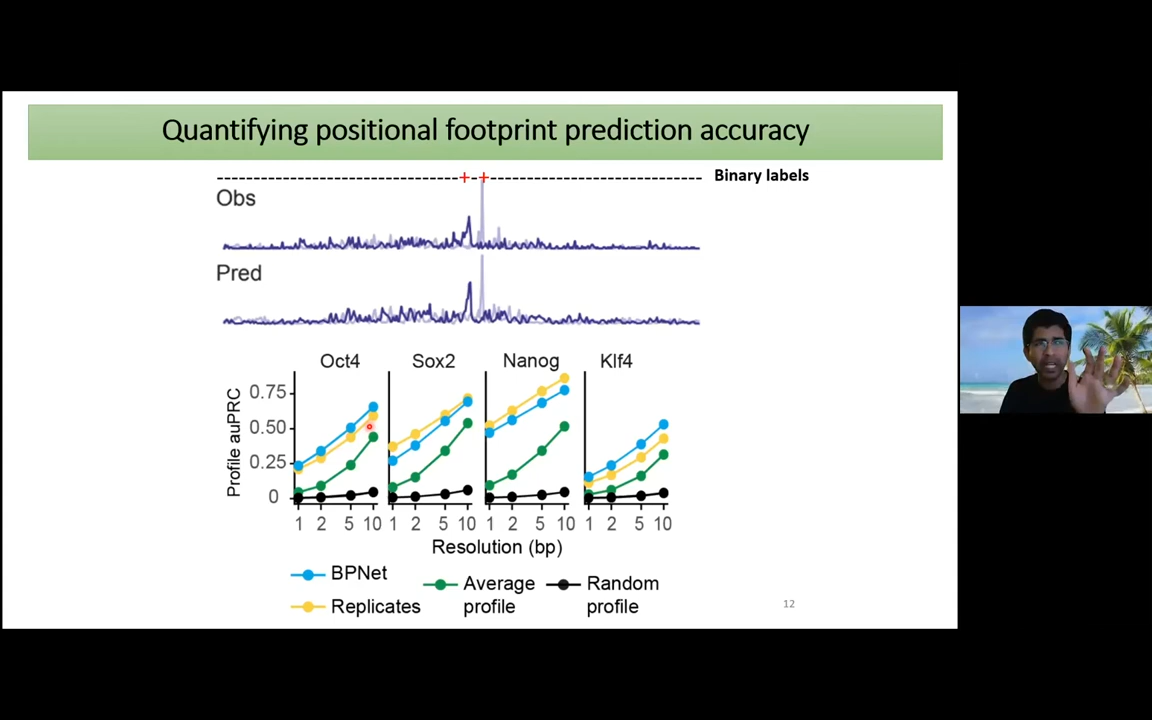 Quantifying positional footprint prediction accuracy
Binary labels
Obs
Pred
Oct4 Sox2 Nanog Klf4
Profile auPRC
0.75
0.50
0.25
0
1 2 5 10 1 2 5 10 1 2 5 10 1 2 5 10
Resolution (bp)
BPNet
Replicates
Average
profile
Random
profile
12